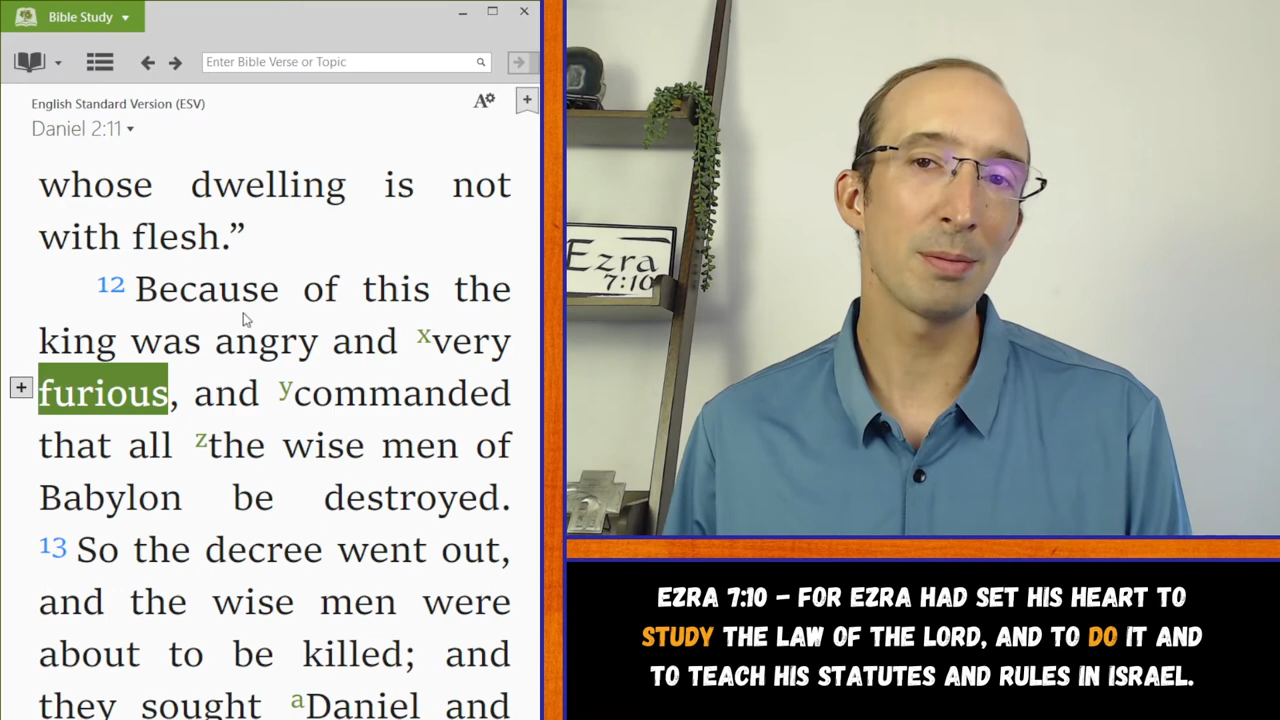 Bible Study
Enter Bible Verse or Topic
English Standard Version (ESV)
Daniel 2:11
whose dwelling is not
with flesh.”
12 Because of this the
king was angry and xvery
furious, and ycommanded
that all zthe wise men of
Babylon be destroyed.
13 So the decree went out,
and the wise men were
about to be killed; and
they sought aDaniel and
Ezra
7:10
EZRA 7:10 – FOR EZRA HAD SET HIS HEART TO
STUDY THE LAW OF THE LORD, AND TO DO IT AND
TO TEACH HIS STATUTES AND RULES IN ISRAEL.